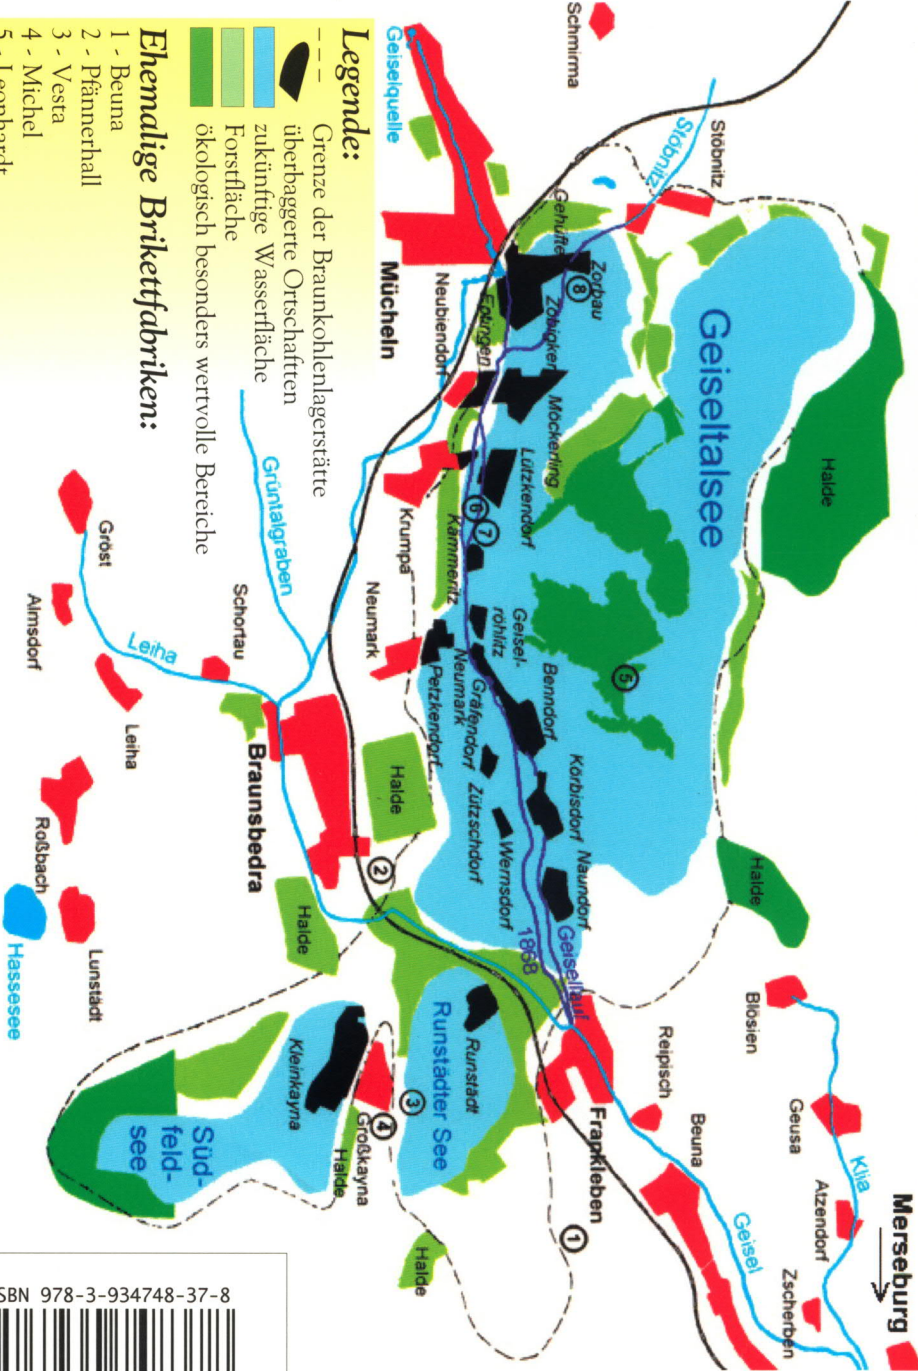 Merseburg
Schmirma
Stöbnitz
Stöbnitz
Geiselquelle
Gehüfte
Zorbau
8
Zöbigker
Eptingen
Möckerling
Neubiendorf
Mücheln
Geiseltalsee
Halde
Lützkendorf
6
7
Kämmeritz
Krumpa
5
Geisel-
röhlitz
Benndorf
Neumark
Gräfendorf
Petzkendorf
Zützschdorf
Körbisdorf
Wernsdorf
Naundorf
Neumark
Halde
Halde
Geisellauf
1868
Blösien
Geusa
Klia
Atzendorf
Zscherben
Reipisch
Beuna
Geisel
Frankleben
1
Runstädt
Runstädter See
3
4
Großkayna
Halde
Halde
Kleinkayna
Süd-
feld-
see
2
Halde
Braunsbedra
Schortau
Grüntalgraben
Leiha
Gröst
Almsdorf
Leiha
Roßbach
Lunstädt
Hassesee
Legende:
Grenze der Braunkohlenlagerstätte
überbaggerte Ortschaftten
zukünftige Wasserfläche
Forstfläche
ökologisch besonders wertvolle Bereiche
Ehemalige Brikettfabriken:
1 - Beuna
2 - Pfännerhall
3 - Vesta
4 - Michel
5 - Leonhardt
ISBN 978-3-934748-37-8